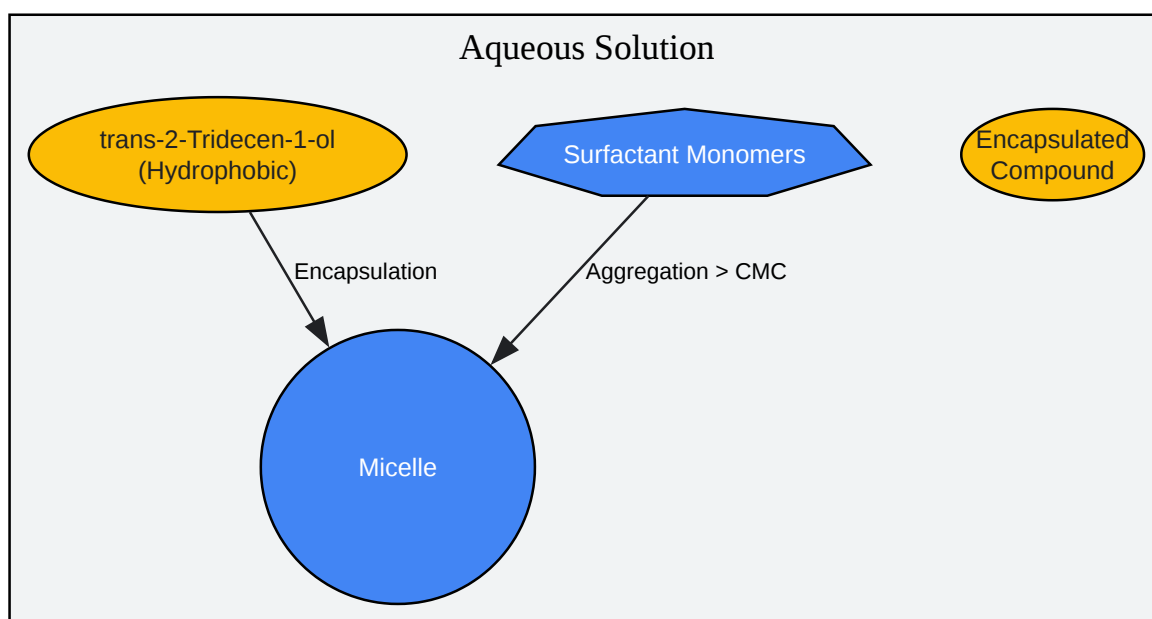 Aqueous Solution
trans-2-Tridecen-1-ol
(Hydrophobic)
Surfactant Monomers
Encapsulated
Compound
Encapsulation
Aggregation > CMC
Micelle